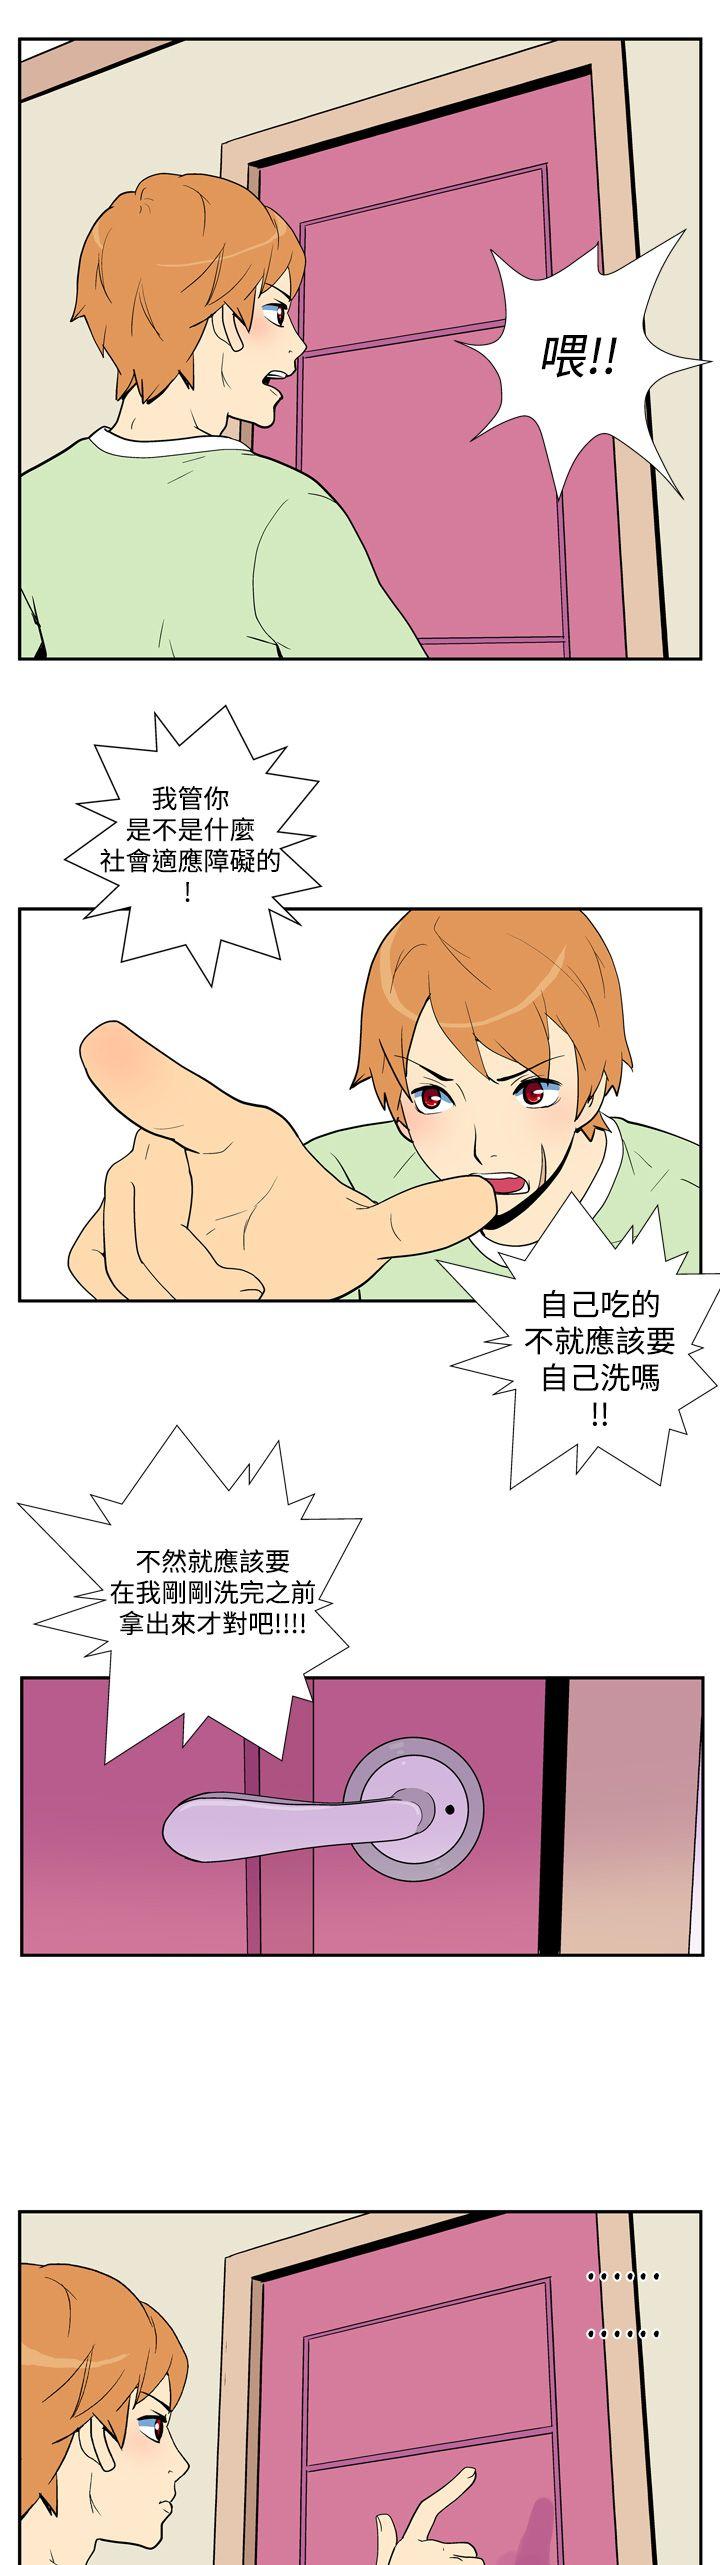 喂!!
我管你
是不是什麼
社會適應障礙的
!
自己吃的
不就應該要
自己洗嗎
!!
不然就應該要
在我剛剛洗完之前
拿出來才對吧!!!!
……
……